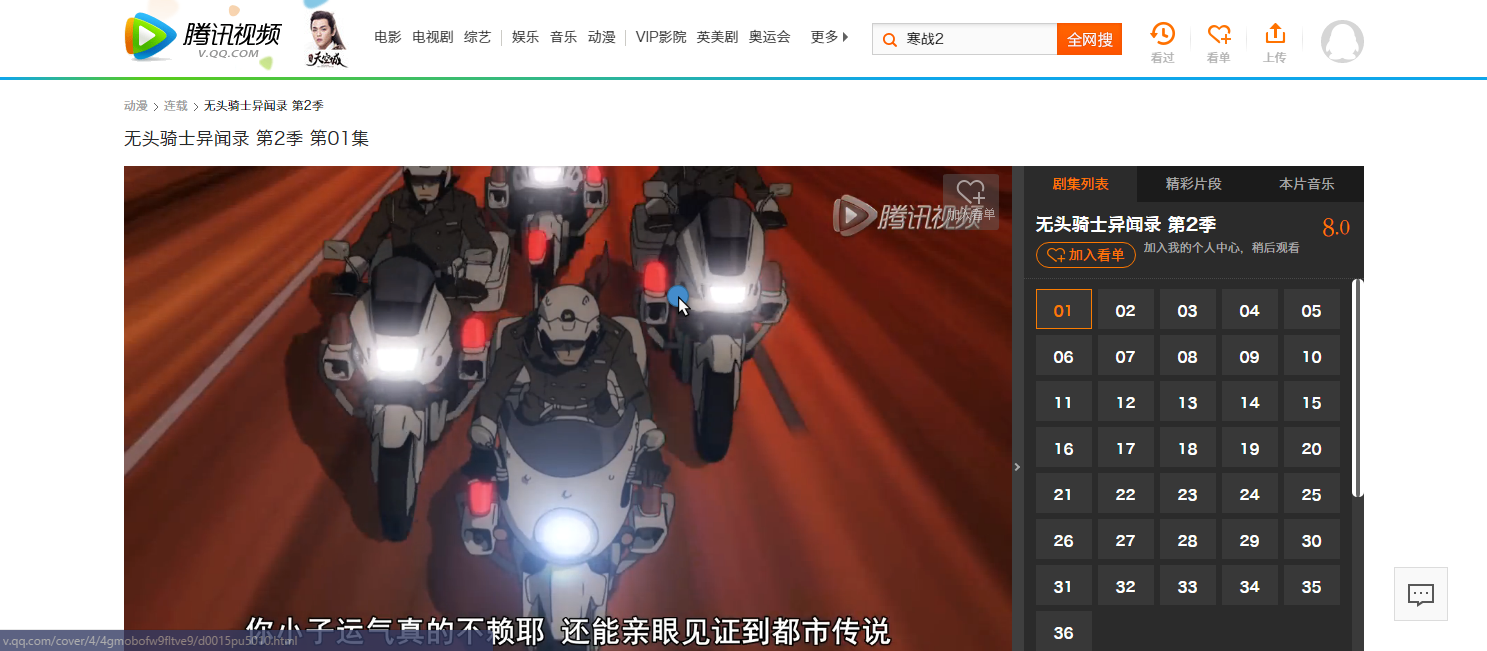 腾讯视频
V.QQ.COM
天空城
电影 电视剧 综艺 娱乐 音乐 动漫 VIP影院 英美剧 奥运会 更多
寒战2 全网搜
看过 看单 上传
动漫 > 连载 > 无头骑士异闻录 第2季
无头骑士异闻录 第2季 第01集
腾讯视频
加入看单
剧集列表 精彩片段 本片音乐
无头骑士异闻录 第2季 8.0
加入看单 加入我的个人中心，稍后观看
01 02 03 04 05
06 07 08 09 10
11 12 13 14 15
16 17 18 19 20
21 22 23 24 25
26 27 28 29 30
31 32 33 34 35
36
你小子运气真的不赖耶 还能亲眼见证到都市传说